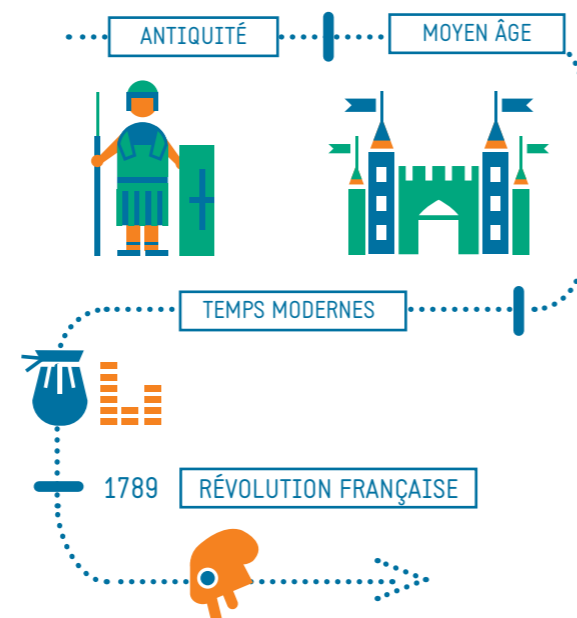 ANTIQUITÉ
MOYEN ÂGE
TEMPS MODERNES
1789 RÉVOLUTION FRANÇAISE